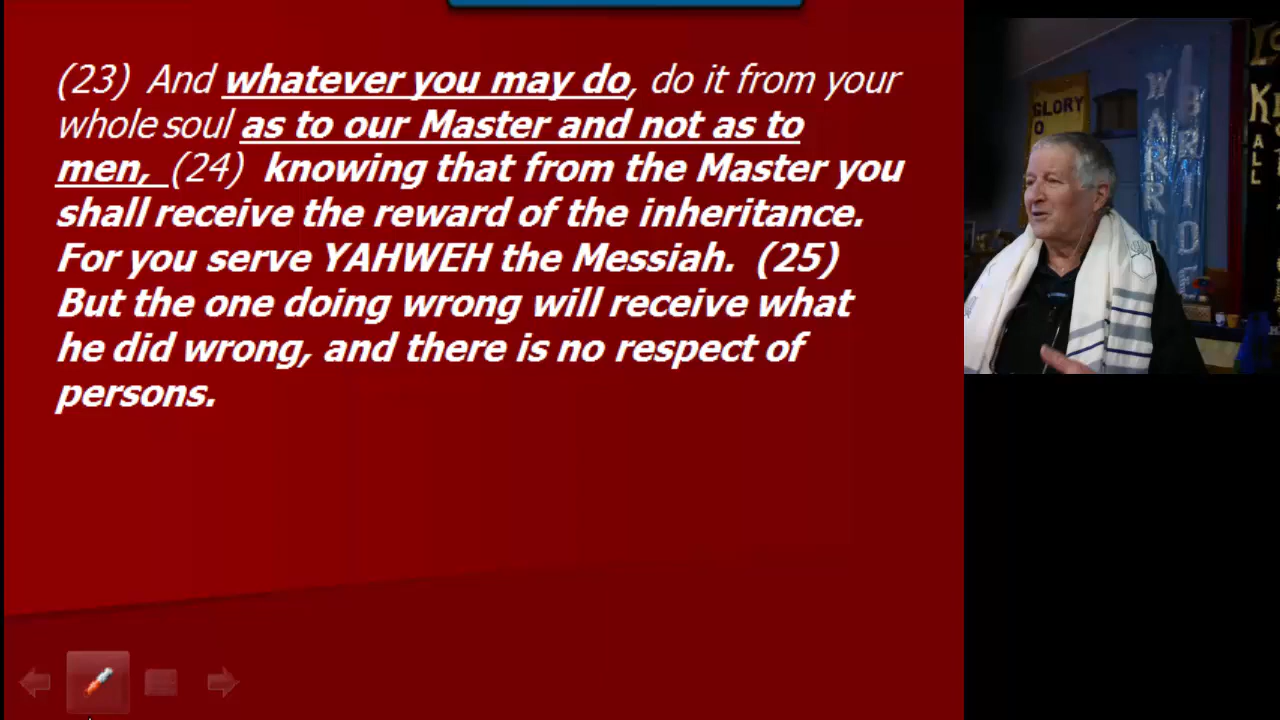 (23) And whatever you may do, do it from your
whole soul as to our Master and not as to
men, (24) knowing that from the Master you
shall receive the reward of the inheritance.
For you serve YAHWEH the Messiah. (25)
But the one doing wrong will receive what
he did wrong, and there is no respect of
persons.
GLORY
O
WARRI
BRIDE
ALL